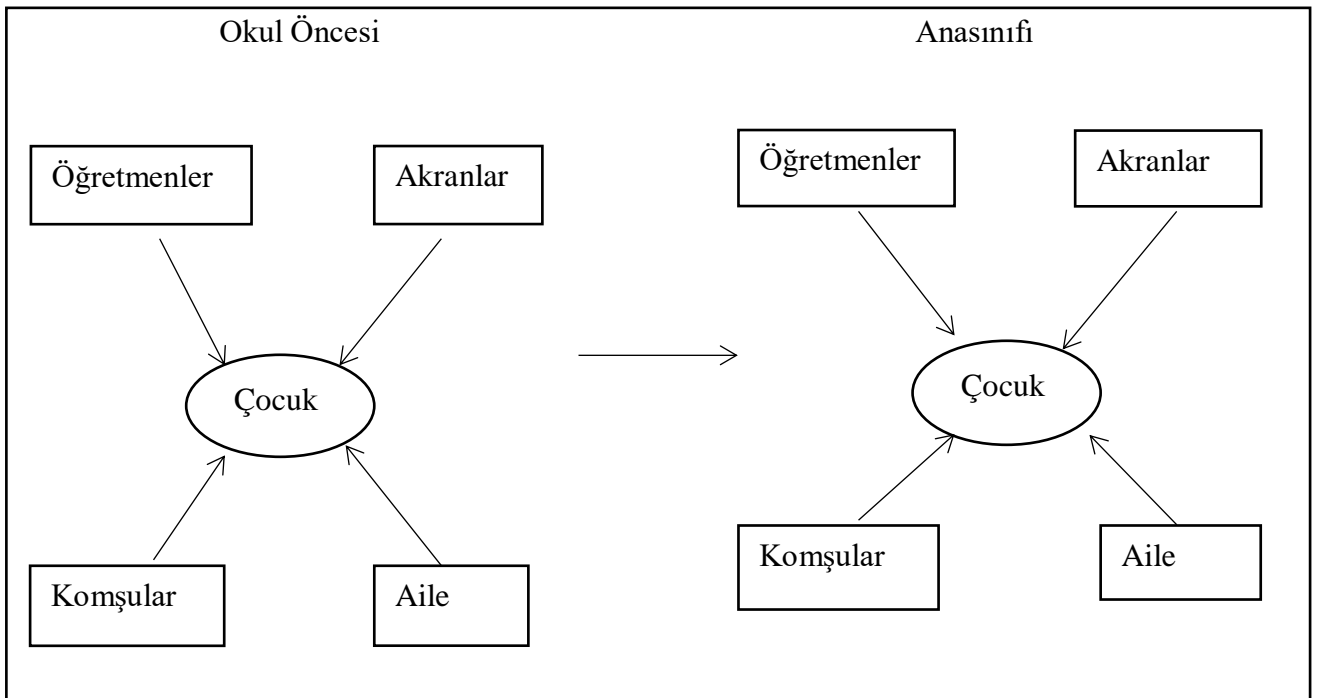 Okul Öncesi
Anasınıfı
Öğretmenler
Akranlar
Öğretmenler
Akranlar
Çocuk
Çocuk
Komşular
Aile
Komşular
Aile